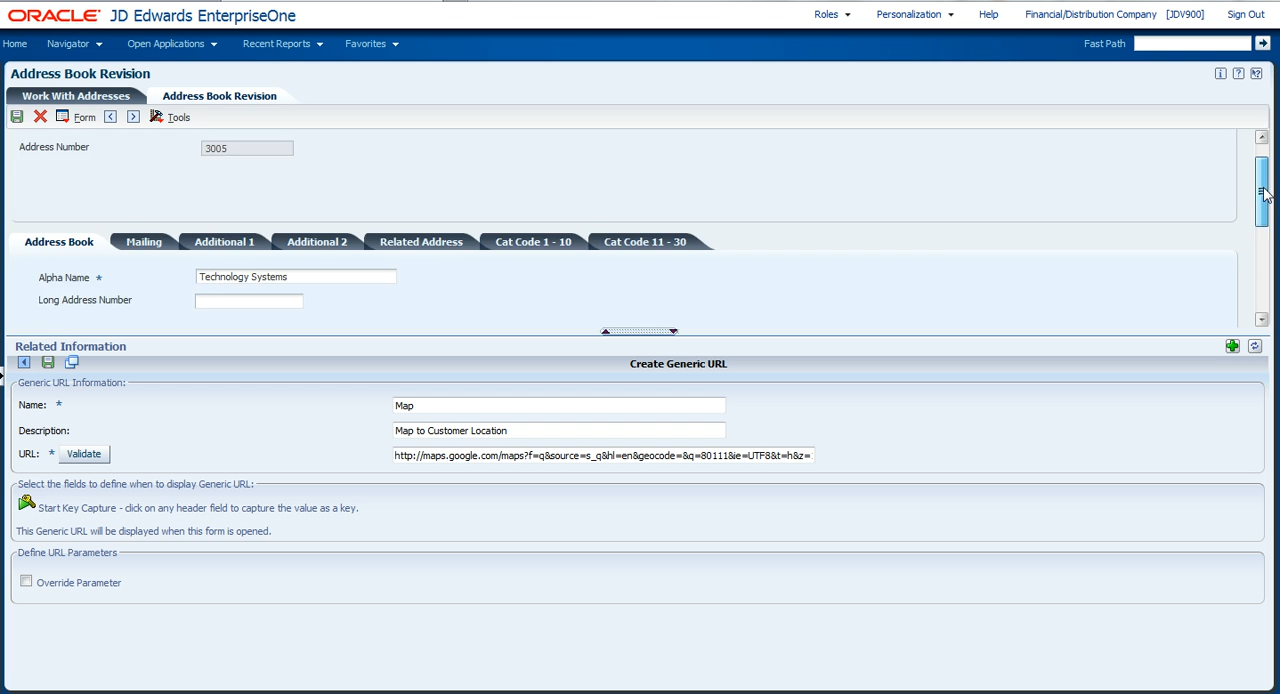 ORACLE JD Edwards EnterpriseOne Roles Personalization Help Financial/Distribution Company [JDV900] Sign Out
Home Navigator Open Applications Recent Reports Favorites Fast Path
Address Book Revision
Work With Addresses Address Book Revision
Form Tools
Address Number 3005
Address Book Mailing Additional 1 Additional 2 Related Address Cat Code 1 - 10 Cat Code 11 - 30
Alpha Name * Technology Systems
Long Address Number
Related Information
Create Generic URL
Generic URL Information:
Name: * Map
Description: Map to Customer Location
URL: * Validate http://maps.google.com/maps?f=q&source=s_q&hl=en&geocode=&q=80111&ie=UTF8&t=h&z=
Select the fields to define when to display Generic URL:
Start Key Capture - click on any header field to capture the value as a key.
This Generic URL will be displayed when this form is opened.
Define URL Parameters
Override Parameter